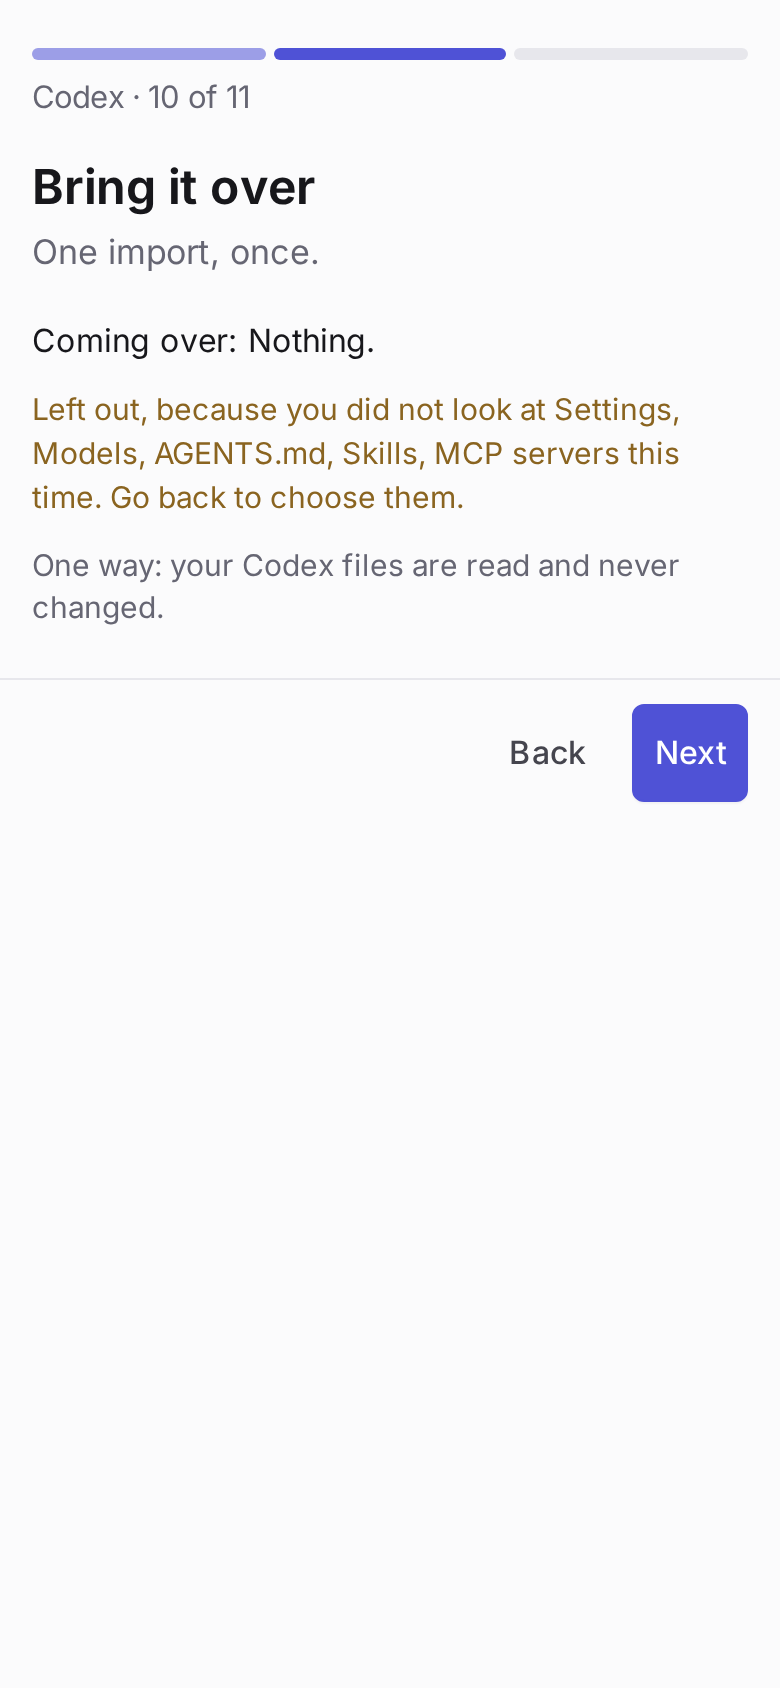 Codex · 10 of 11
Bring it over
One import, once.
Coming over: Nothing.
Left out, because you did not look at Settings,
Models, AGENTS.md, Skills, MCP servers this
time. Go back to choose them.
One way: your Codex files are read and never
changed.
Back
Next